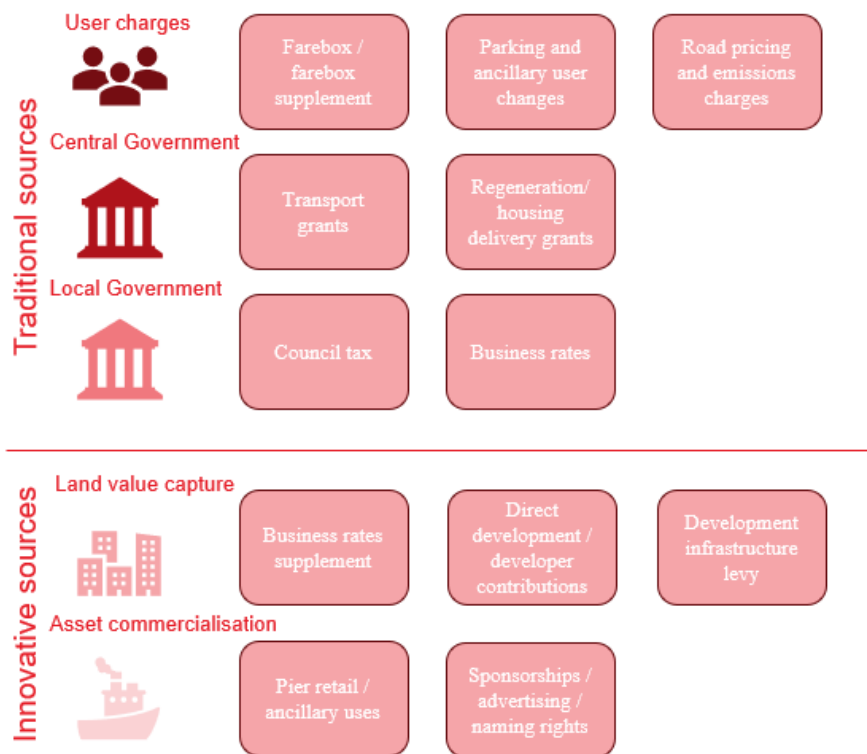 Traditional sources
User charges
Farebox /
farebox
supplement
Parking and
ancillary user
changes
Road pricing
and emissions
charges
Central Government
Transport
grants
Regeneration/
housing
delivery grants
Local Government
Council tax
Business rates
Innovative sources
Land value capture
Business rates
supplement
Direct
development /
developer
contributions
Development
infrastructure
levy
Asset commercialisation
Pier retail /
ancillary uses
Sponsorships /
advertising /
naming rights